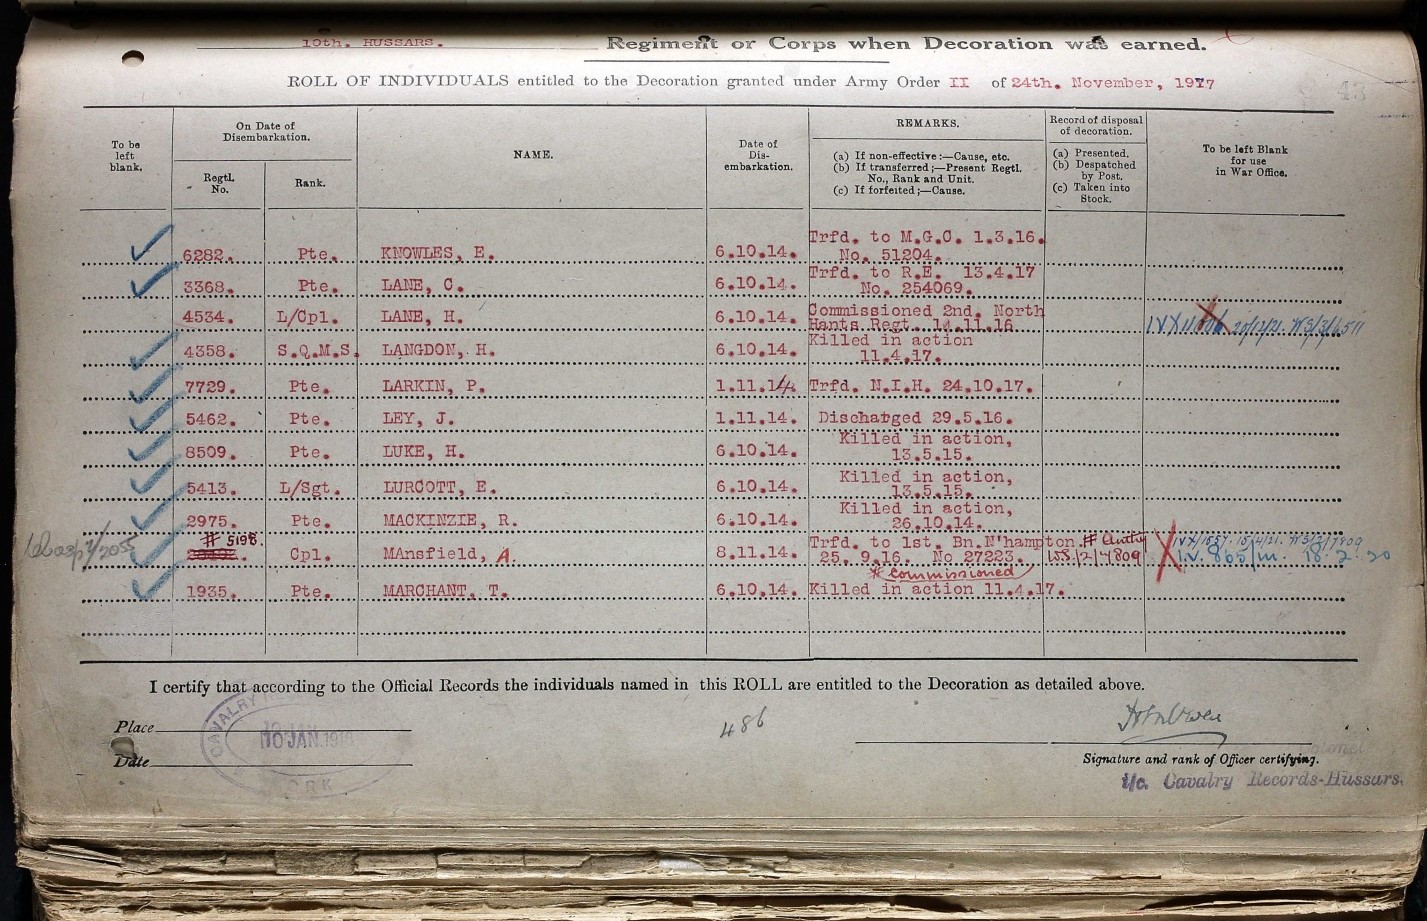 10th. HUSSARS. Regiment or Corps when Decoration was earned.
ROLL OF INDIVIDUALS entitled to the Decoration granted under Army Order II of 24th. November, 1917
43
To be left blank.
On Date of Disembarkation.
Regtl. No.
Rank.
NAME.
Date of Dis-embarkation.
REMARKS.
(a) If non-effective:—Cause, etc.
(b) If transferred;—Present Regtl. No., Rank and Unit.
(c) If forfeited;—Cause.
Record of disposal of decoration.
(a) Presented.
(b) Despatched by Post.
(c) Taken into Stock.
To be left Blank for use in War Office.
6282. Pte. KNOWLES, E. 6.10.14. Trfd. to M.G.C. 1.3.16. No. 51204.
3368. Pte. LANE, C. 6.10.14. Trfd. to R.E. 13.4.17 No. 254069.
4534. L/Cpl. LANE, H. 6.10.14. Commissioned 2nd. North Hants Regt. 14.11.16
4358. S.Q.M.S. LANGDON, H. 6.10.14. Killed in action 11.4.17.
7729. Pte. LARKIN, P. 1.11.14. Trfd. N.I.H. 24.10.17.
5462. Pte. LEY, J. 1.11.14. Discharged 29.5.16.
8509. Pte. LUKE, H. 6.10.14. Killed in action, 13.5.15.
5413. L/Sgt. LURCOTT, E. 6.10.14. Killed in action, 13.5.15.
2975. Pte. MACKINZIE, R. 6.10.14. Killed in action, 26.10.14.
# 5198. Cpl. MAnsfield, A. 8.11.14. Trfd. to 1st. Bn. N'hampton. 25.9.16. No 27223. # Auth
* Commissioned
I.V. 865/M. 18.2.20
1935. Pte. MARCHANT, T. 6.10.14. Killed in action 11.4.17.
I certify that according to the Official Records the individuals named in this ROLL are entitled to the Decoration as detailed above.
Place
CAVALRY
10 JAN. 1918
YORK
Date
486
Signature and rank of Officer certifying.
Colonel
i/c. Cavalry Records-Hussars.